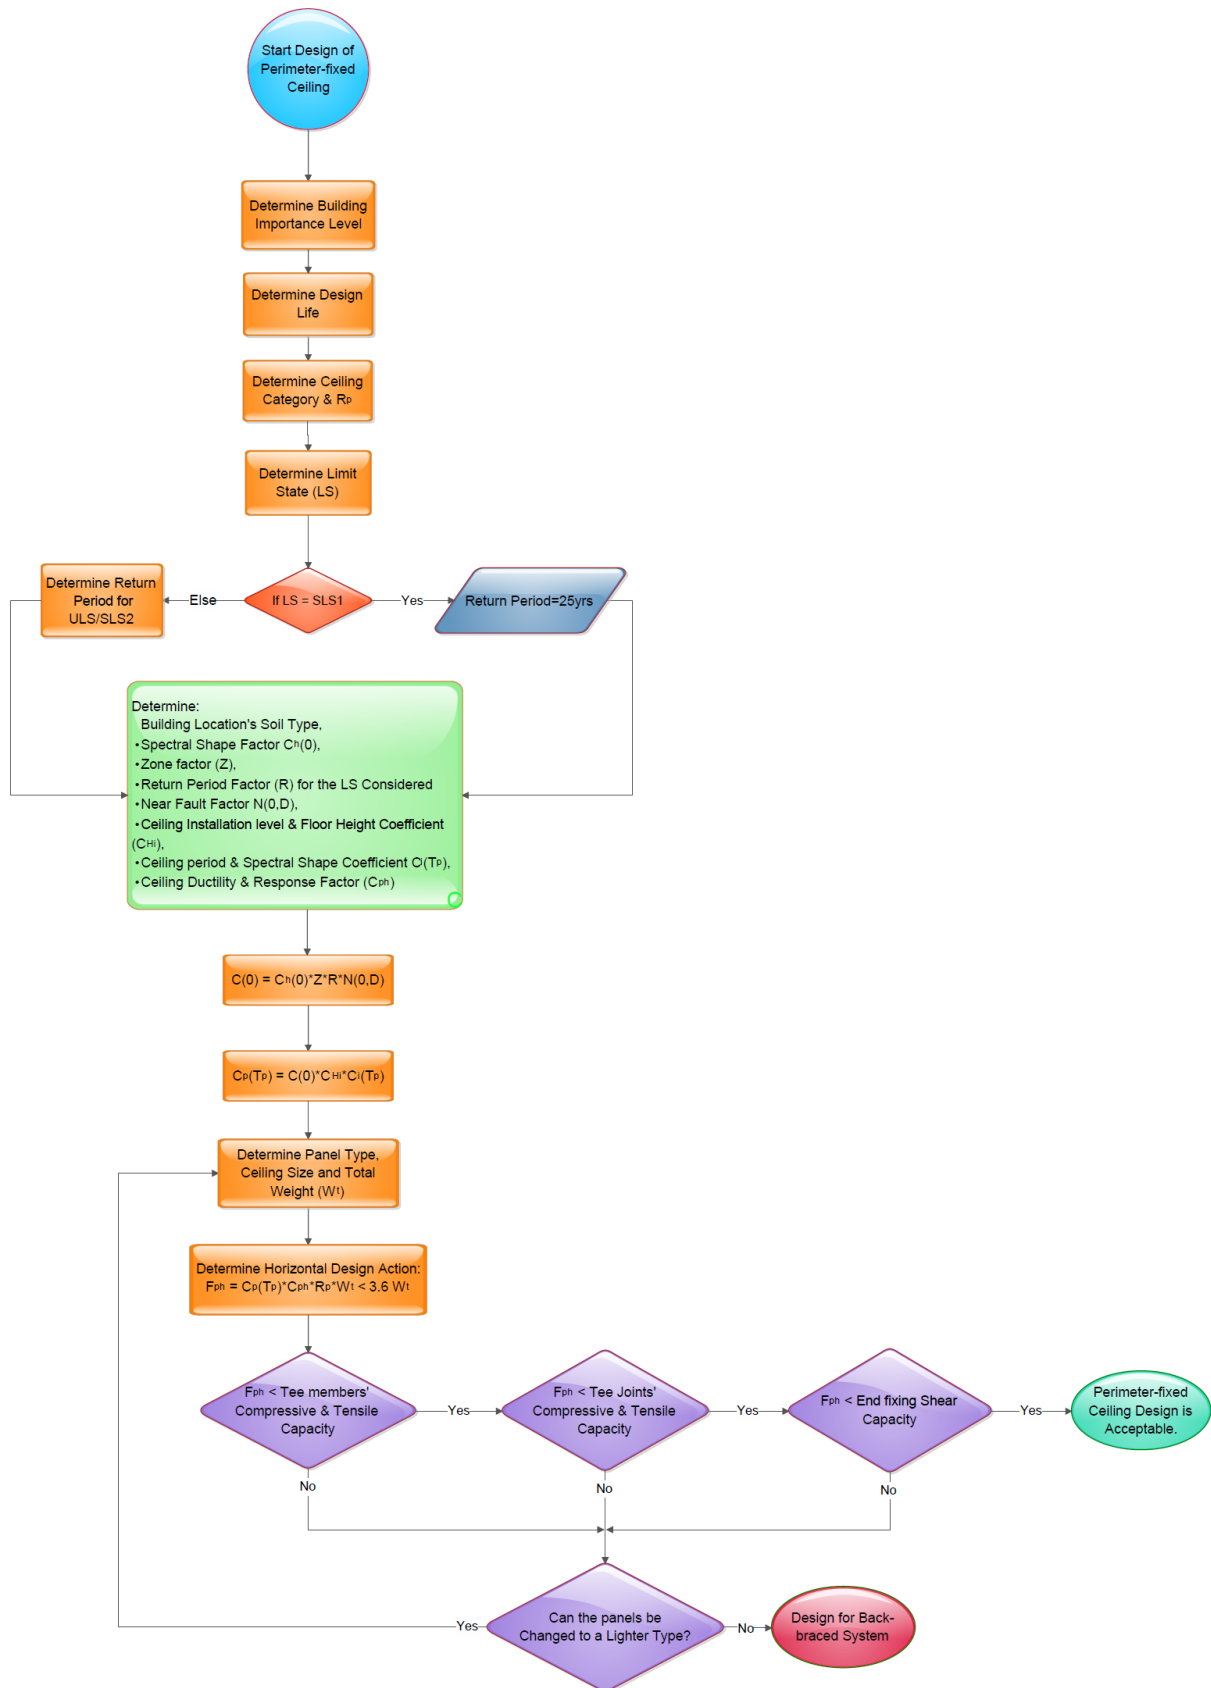 Start Design of
Perimeter-fixed
Ceiling
Determine Building
Importance Level
Determine Design
Life
Determine Ceiling
Category & Rp
Determine Limit
State (LS)
Determine Return
Period for
ULS/SLS2
Else
If LS = SLS1
Yes
Return Period=25yrs
Determine:
Building Location's Soil Type,
•Spectral Shape Factor Ch(0),
•Zone factor (Z),
•Return Period Factor (R) for the LS Considered
•Near Fault Factor N(0,D),
•Ceiling Installation level & Floor Height Coefficient
(CHi),
•Ceiling period & Spectral Shape Coefficient Ci(Tp),
•Ceiling Ductility & Response Factor (Cph)
C(0) = Ch(0)*Z*R*N(0,D)
Cp(Tp) = C(0)*CHi*Ci(Tp)
Determine Panel Type,
Ceiling Size and Total
Weight (Wt)
Determine Horizontal Design Action:
Fph = Cp(Tp)*Cph*Rp*Wt < 3.6 Wt
Fph < Tee members'
Compressive & Tensile
Capacity
Yes
Fph < Tee Joints'
Compressive & Tensile
Capacity
Yes
Fph < End fixing Shear
Capacity
Yes
Perimeter-fixed
Ceiling Design is
Acceptable.
No
No
No
Yes
Can the panels be
Changed to a Lighter Type?
No
Design for Back-
braced System